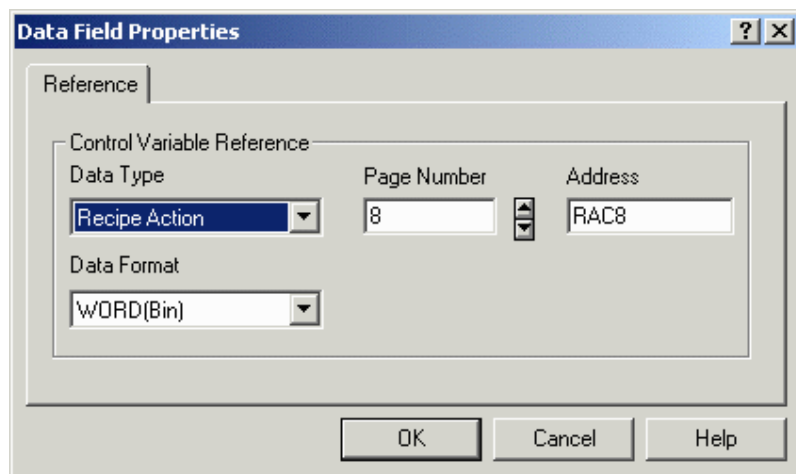 Data Field Properties
Reference
Control Variable Reference
Data Type Page Number Address
Recipe Action 8 RAC8
Data Format
WORD(Bin)
OK Cancel Help